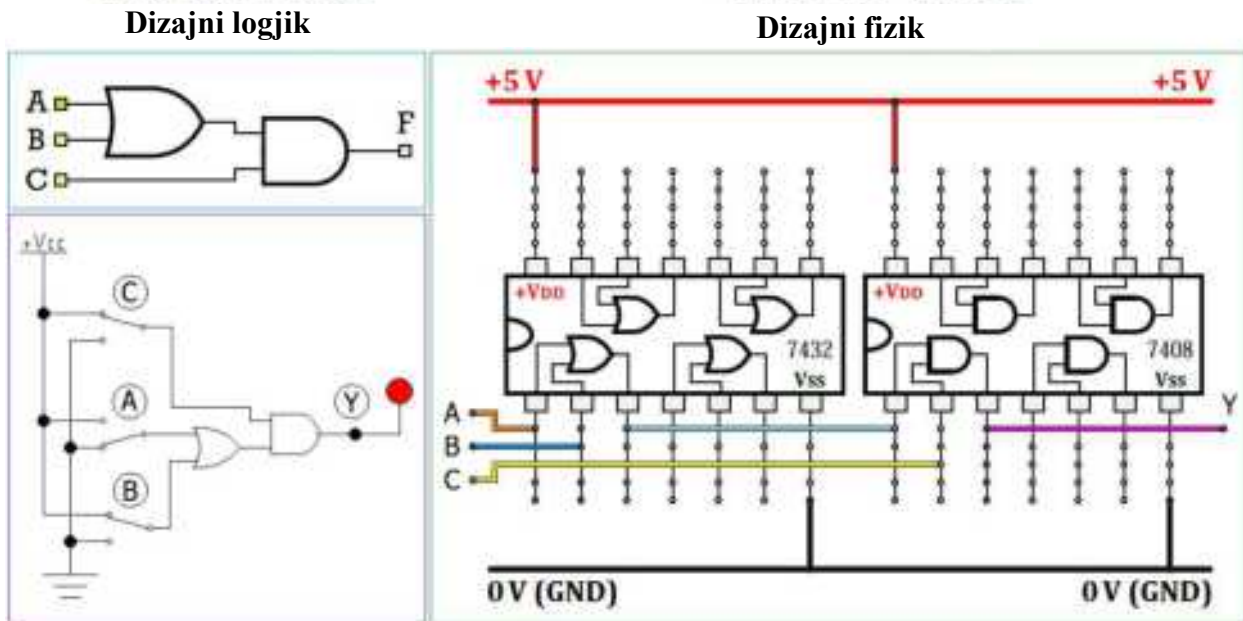 Dizajni logjik
Dizajni fizik
A
B
C
F
+Vcc
C
A
B
Y
+5 V
+5 V
+VDD
7432
Vss
+VDD
7408
Vss
A
B
C
Y
0 V (GND)
0 V (GND)